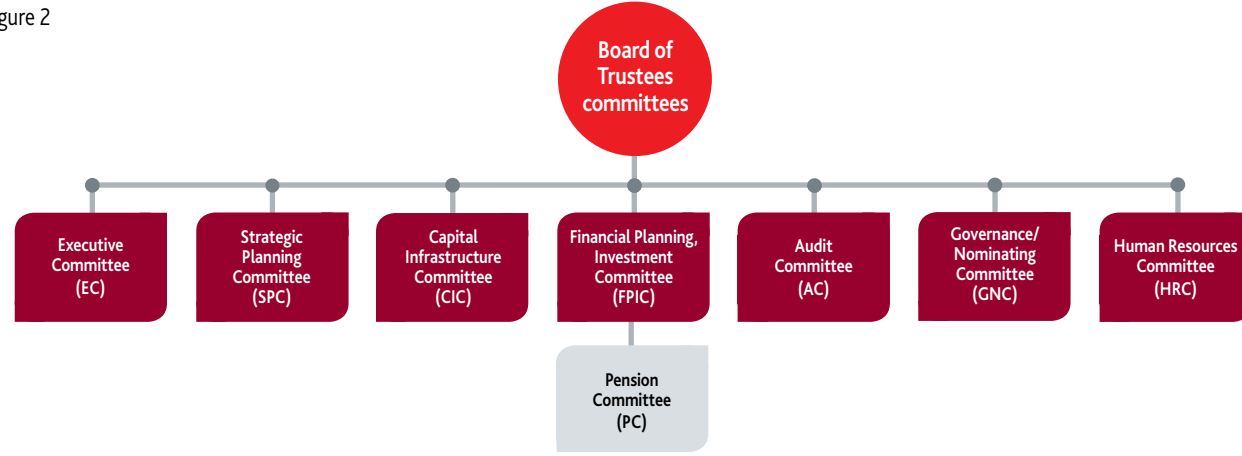 gure 2
Board of
Trustees
committees
Executive
Committee
(EC)
Strategic
Planning
Committee
(SPC)
Capital
Infrastructure
Committee
(CIC)
Financial Planning,
Investment
Committee
(FPIC)
Audit
Committee
(AC)
Governance/
Nominating
Committee
(GNC)
Human Resources
Committee
(HRC)
Pension
Committee
(PC)